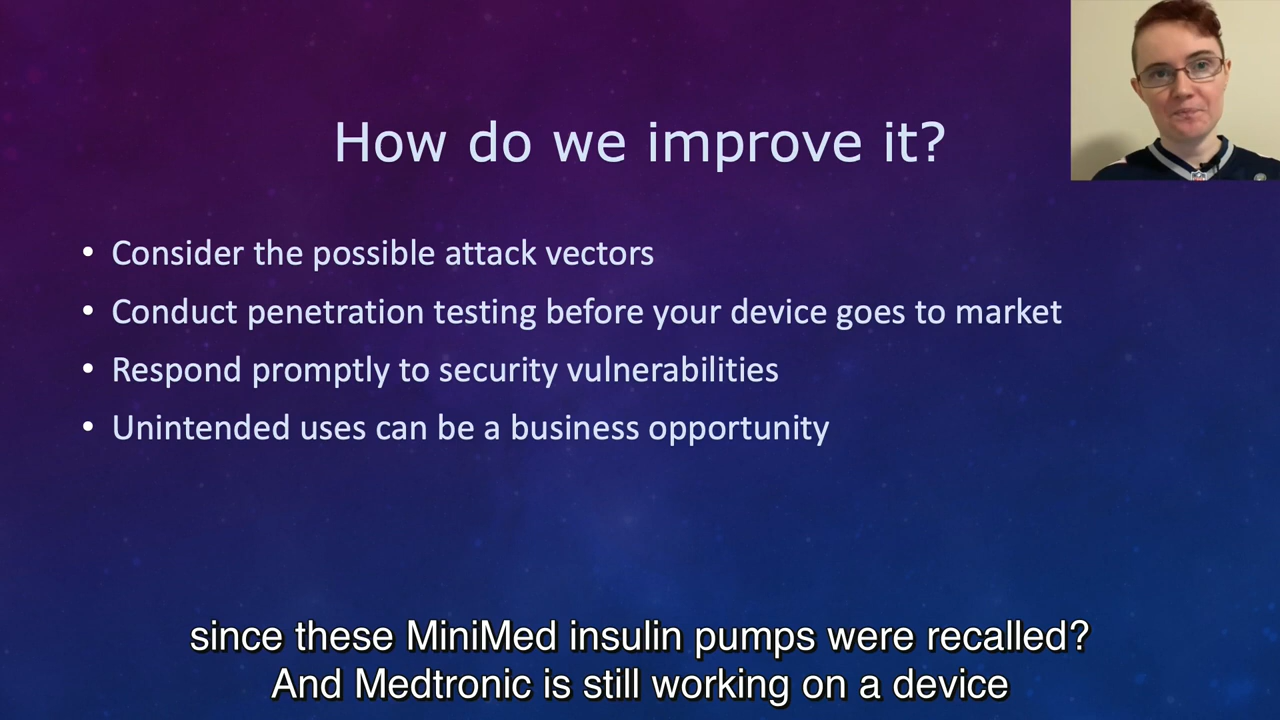 How do we improve it?
• Consider the possible attack vectors
• Conduct penetration testing before your device goes to market
• Respond promptly to security vulnerabilities
• Unintended uses can be a business opportunity
since these MiniMed insulin pumps were recalled?
And Medtronic is still working on a device